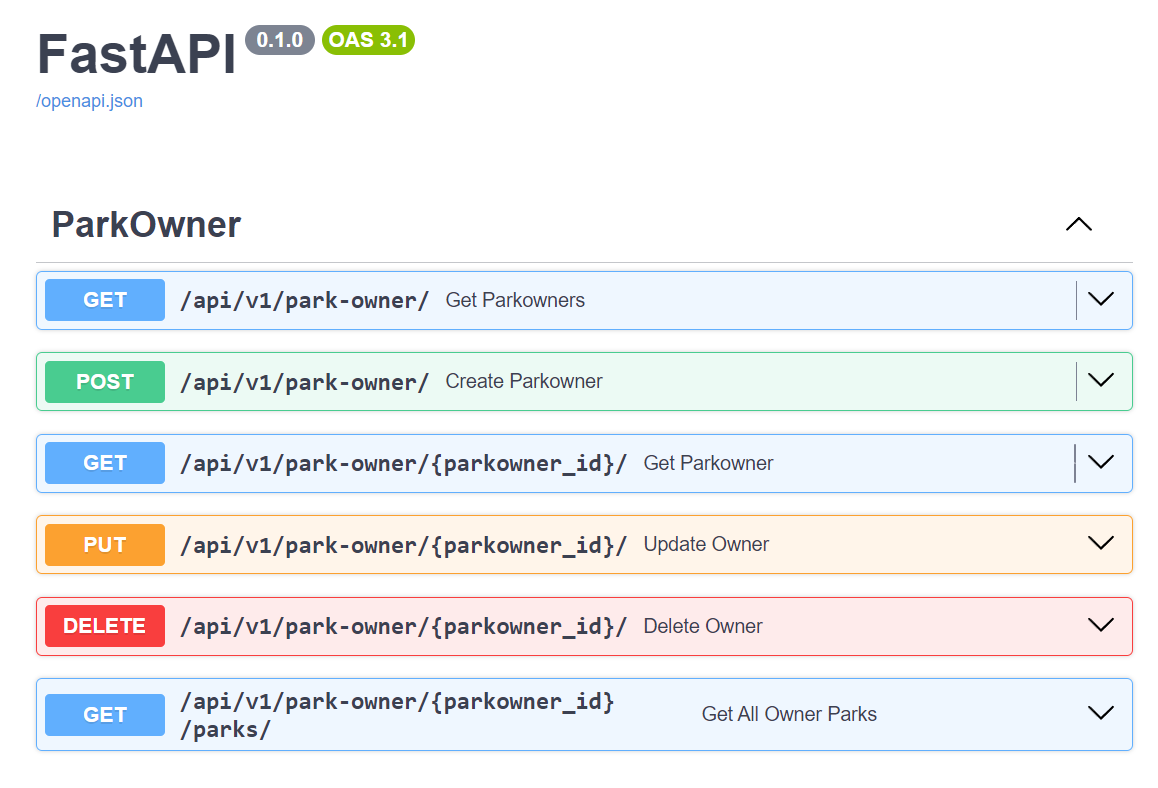 FastAPI 0.1.0 OAS 3.1
/openapi.json
ParkOwner
GET /api/v1/park-owner/ Get Parkowners
POST /api/v1/park-owner/ Create Parkowner
GET /api/v1/park-owner/{parkowner_id}/ Get Parkowner
PUT /api/v1/park-owner/{parkowner_id}/ Update Owner
DELETE /api/v1/park-owner/{parkowner_id}/ Delete Owner
GET /api/v1/park-owner/{parkowner_id}
/parks/ Get All Owner Parks